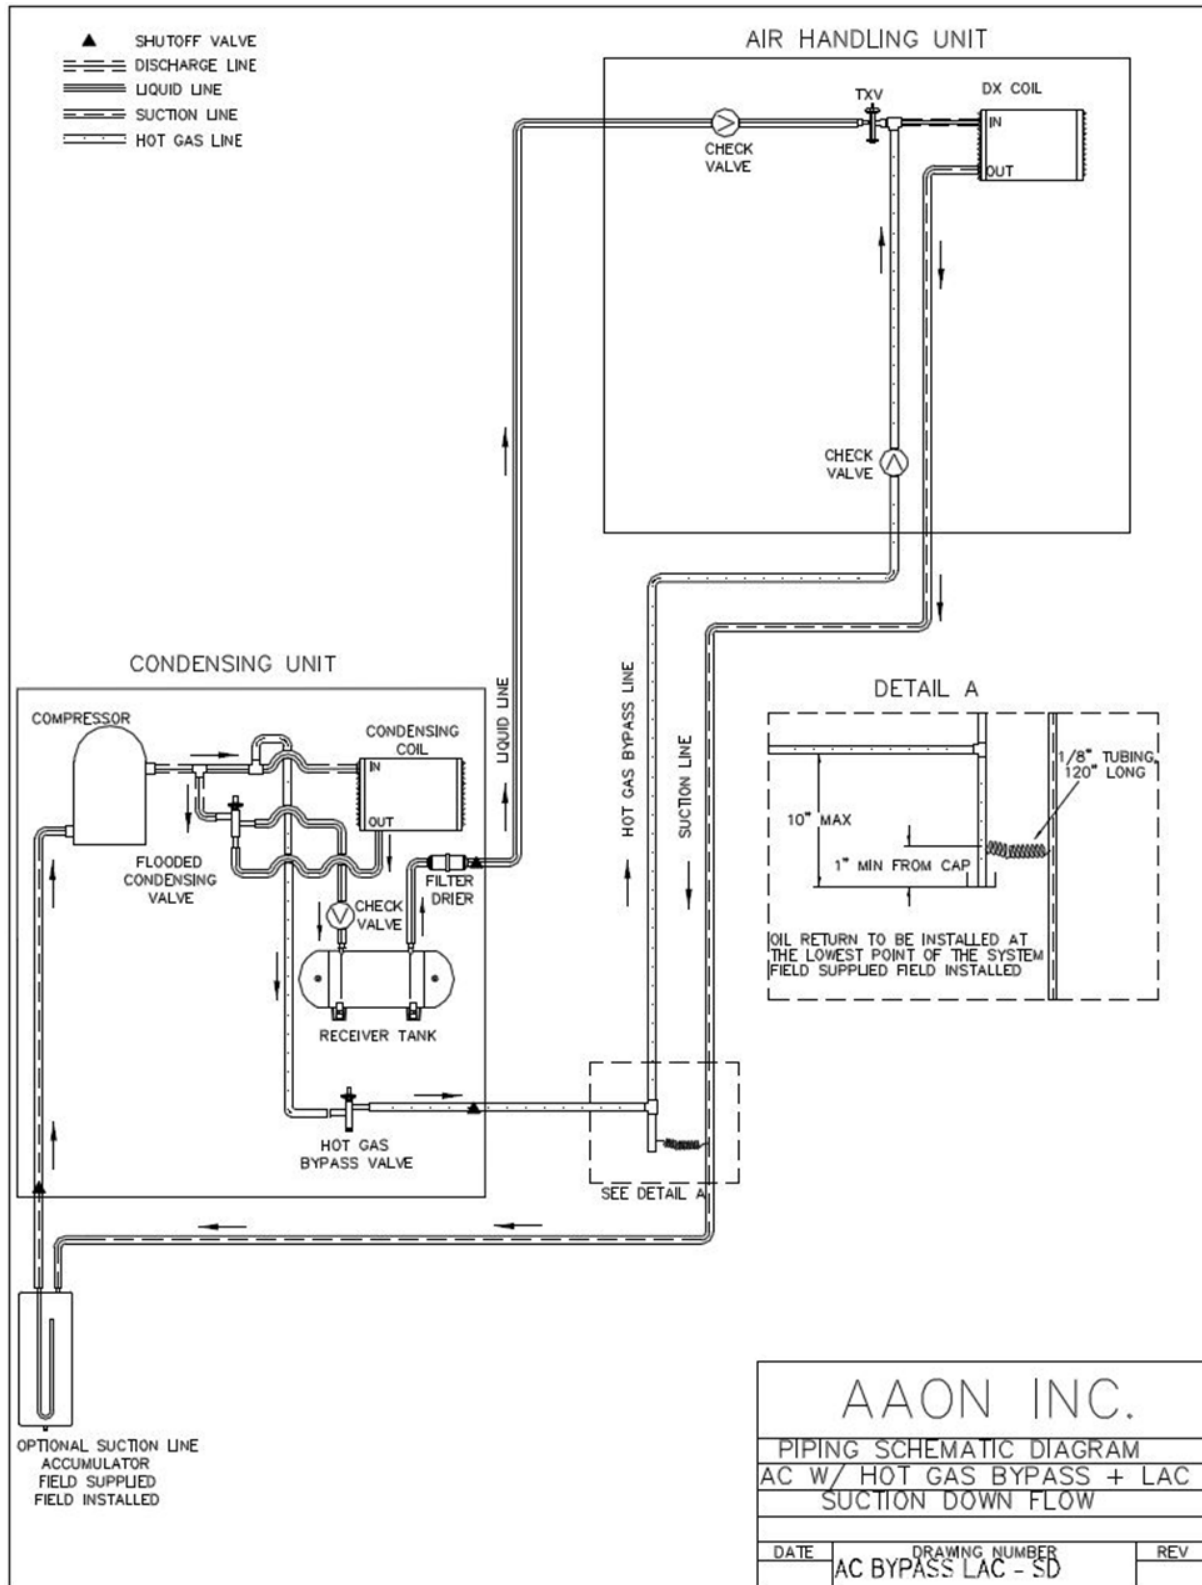 SHUTOFF VALVE
DISCHARGE LINE
LIQUID LINE
SUCTION LINE
HOT GAS LINE
AIR HANDLING UNIT
TXV
DX COIL
IN
OUT
CHECK
VALVE
CHECK
VALVE
CONDENSING UNIT
COMPRESSOR
CONDENSING
COIL
IN
OUT
FLOODED
CONDENSING
VALVE
FILTER
DRIER
CHECK
VALVE
RECEIVER TANK
HOT GAS
BYPASS VALVE
LIQUID LINE
HOT GAS BYPASS LINE
SUCTION LINE
SEE DETAIL A
DETAIL A
1/8" TUBING,
120" LONG
10" MAX
1" MIN FROM CAP
OIL RETURN TO BE INSTALLED AT
THE LOWEST POINT OF THE SYSTEM
FIELD SUPPLIED FIELD INSTALLED
OPTIONAL SUCTION LINE
ACCUMULATOR
FIELD SUPPLIED
FIELD INSTALLED
AAON INC.
PIPING SCHEMATIC DIAGRAM
AC W/ HOT GAS BYPASS + LAC
SUCTION DOWN FLOW
DATE
DRAWING NUMBER
REV
AC BYPASS LAC - SD